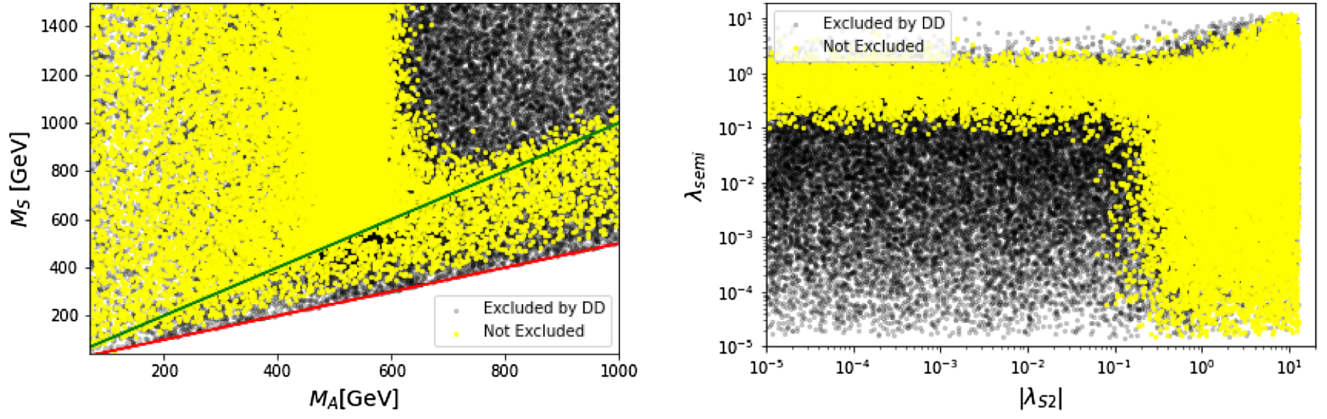 1400
1200
1000
800
600
400
200
M_S [GeV]
200 400 600 800 1000
M_A[GeV]
Excluded by DD
Not Excluded
10^1
10^0
10^-1
10^-2
10^-3
10^-4
10^-5
λ_semi
Excluded by DD
Not Excluded
10^-5 10^-4 10^-3 10^-2 10^-1 10^0 10^1
|λ_S2|